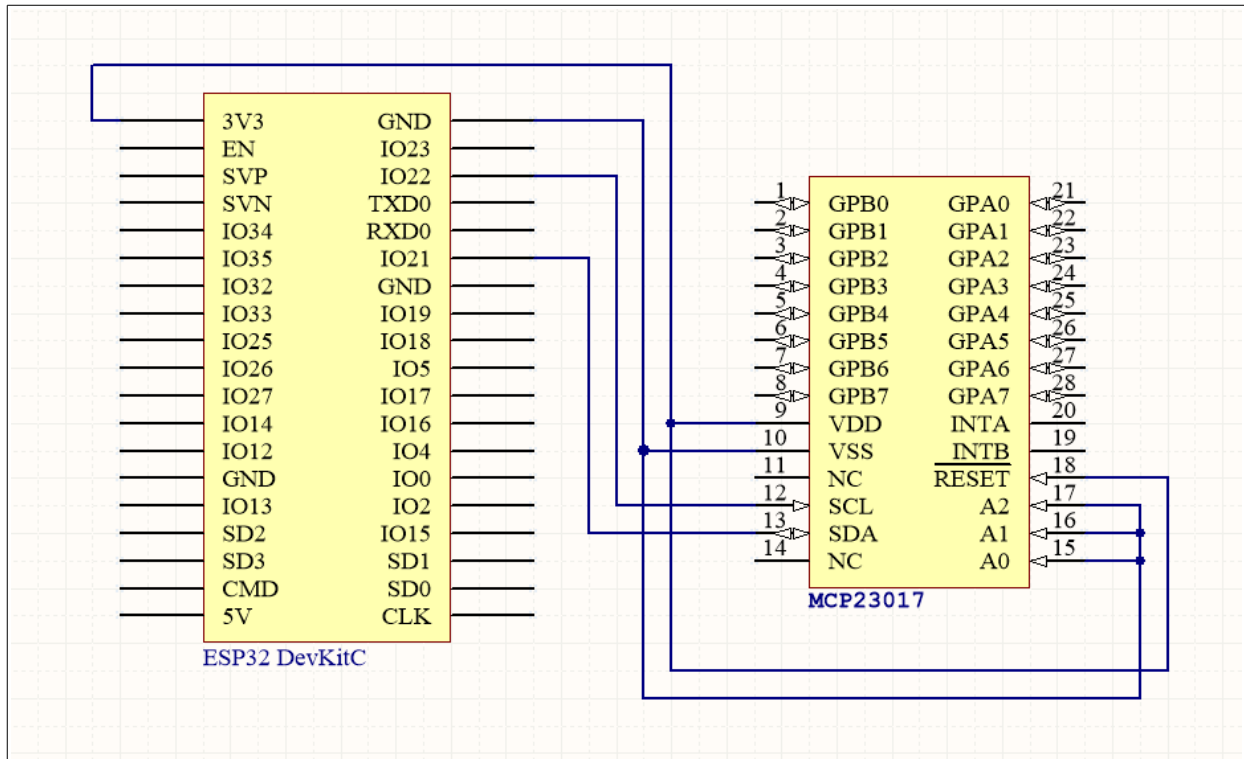 3V3 GND
EN IO23
SVP IO22
SVN TXD0
IO34 RXD0
IO35 IO21
IO32 GND
IO33 IO19
IO25 IO18
IO26 IO5
IO27 IO17
IO14 IO16
IO12 IO4
GND IO0
IO13 IO2
SD2 IO15
SD3 SD1
CMD SD0
5V CLK
ESP32 DevKitC
1 GPB0 GPA0 21
2 GPB1 GPA1 22
3 GPB2 GPA2 23
4 GPB3 GPA3 24
5 GPB4 GPA4 25
6 GPB5 GPA5 26
7 GPB6 GPA6 27
8 GPB7 GPA7 28
9 VDD INTA 20
10 VSS INTB 19
11 NC RESET 18
12 SCL A2 17
13 SDA A1 16
14 NC A0 15
MCP23017